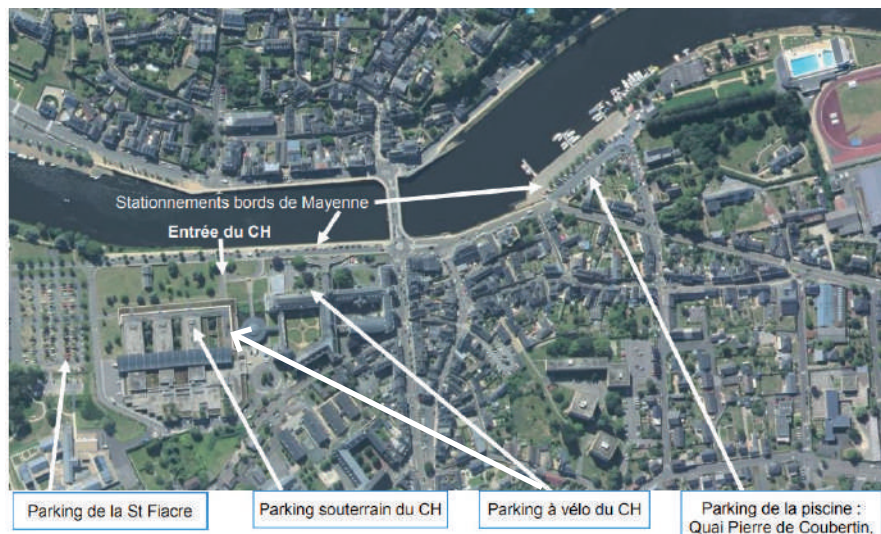 Stationnements bords de Mayenne
Entrée du CH
Parking de la St Fiacre
Parking souterrain du CH
Parking à vélo du CH
Parking de la piscine :
Quai Pierre de Coubertin,